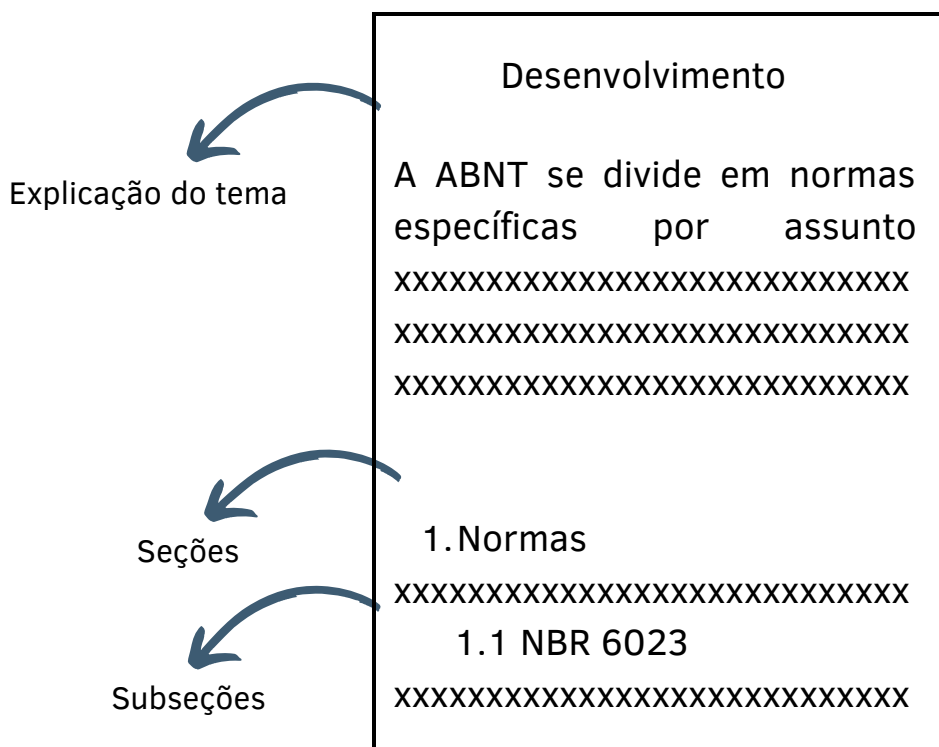 Desenvolvimento
Explicação do tema
A ABNT se divide em normas
específicas por assunto
xxxxxxxxxxxxxxxxxxxxxxxxxxxx
xxxxxxxxxxxxxxxxxxxxxxxxxxxx
xxxxxxxxxxxxxxxxxxxxxxxxxxxx
Seções
1. Normas
xxxxxxxxxxxxxxxxxxxxxxxxxxxx
1.1 NBR 6023
Subseções
xxxxxxxxxxxxxxxxxxxxxxxxxxxx